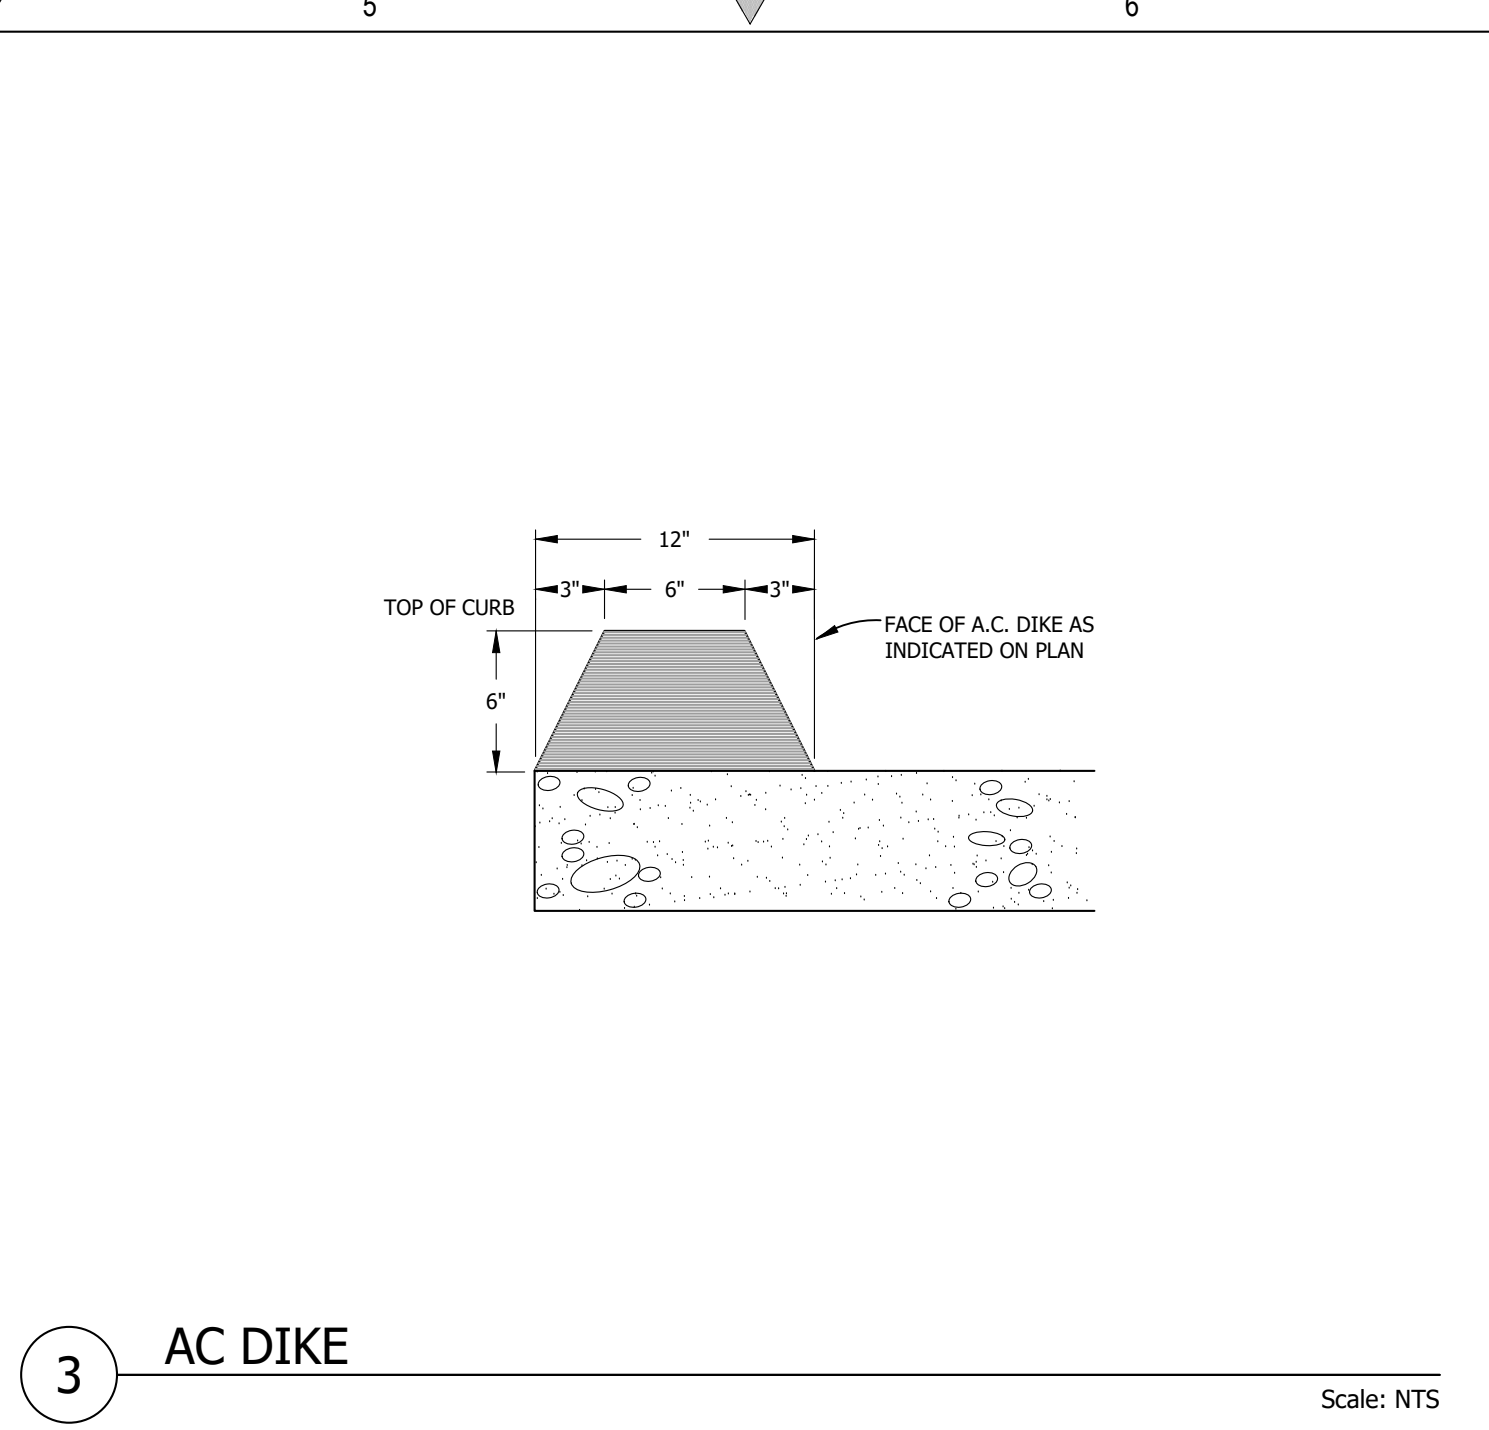 5
6
12"
3"
6"
3"
TOP OF CURB
FACE OF A.C. DIKE AS
INDICATED ON PLAN
6"
AC DIKE
3
Scale: NTS